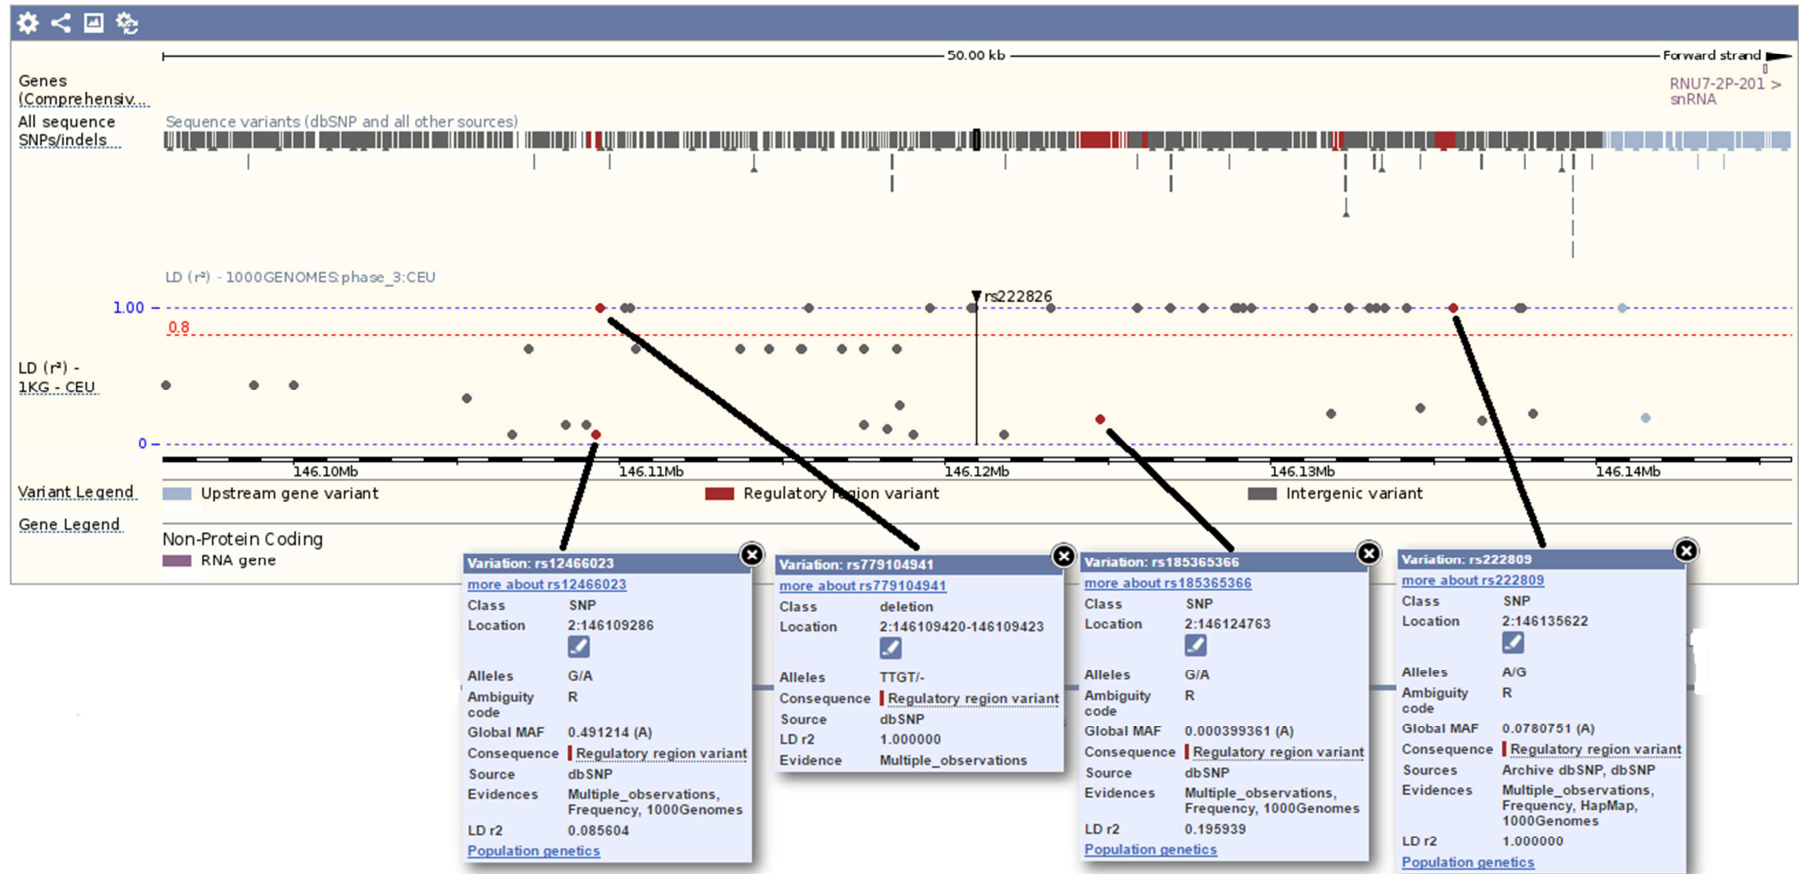 50.00 kb
Forward strand
Genes
(Comprehensiv...
RNU7-2P-201 >
snRNA
All sequence
SNPs/indels
Sequence variants (dbSNP and all other sources)
LD (r²) - 1000GENOMES:phase_3:CEU
1.00
rs222826
0.8
LD (r²) -
1KG - CEU
0
146.10Mb
146.11Mb
146.12Mb
146.13Mb
146.14Mb
Variant Legend
Upstream gene variant
Regulatory region variant
Intergenic variant
Gene Legend
Non-Protein Coding
RNA gene
Variation: rs12466023
more about rs12466023
Class SNP
Location 2:146109286
Alleles G/A
Ambiguity R
code
Global MAF 0.491214 (A)
Consequence Regulatory region variant
Source dbSNP
Evidences Multiple_observations,
Frequency, 1000Genomes
LD r2 0.085604
Population genetics
Variation: rs779104941
more about rs779104941
Class deletion
Location 2:146109420-146109423
Alleles TTGT/-
Consequence Regulatory region variant
Source dbSNP
LD r2 1.000000
Evidence Multiple_observations
Variation: rs185365366
more about rs185365366
Class SNP
Location 2:146124763
Alleles G/A
Ambiguity R
code
Global MAF 0.000399361 (A)
Consequence Regulatory region variant
Source dbSNP
Evidences Multiple_observations,
Frequency, 1000Genomes
LD r2 0.195939
Population genetics
Variation: rs222809
more about rs222809
Class SNP
Location 2:146135622
Alleles A/G
Ambiguity R
code
Global MAF 0.0780751 (A)
Consequence Regulatory region variant
Sources Archive dbSNP, dbSNP
Evidences Multiple_observations,
Frequency, HapMap,
1000Genomes
LD r2 1.000000
Population genetics